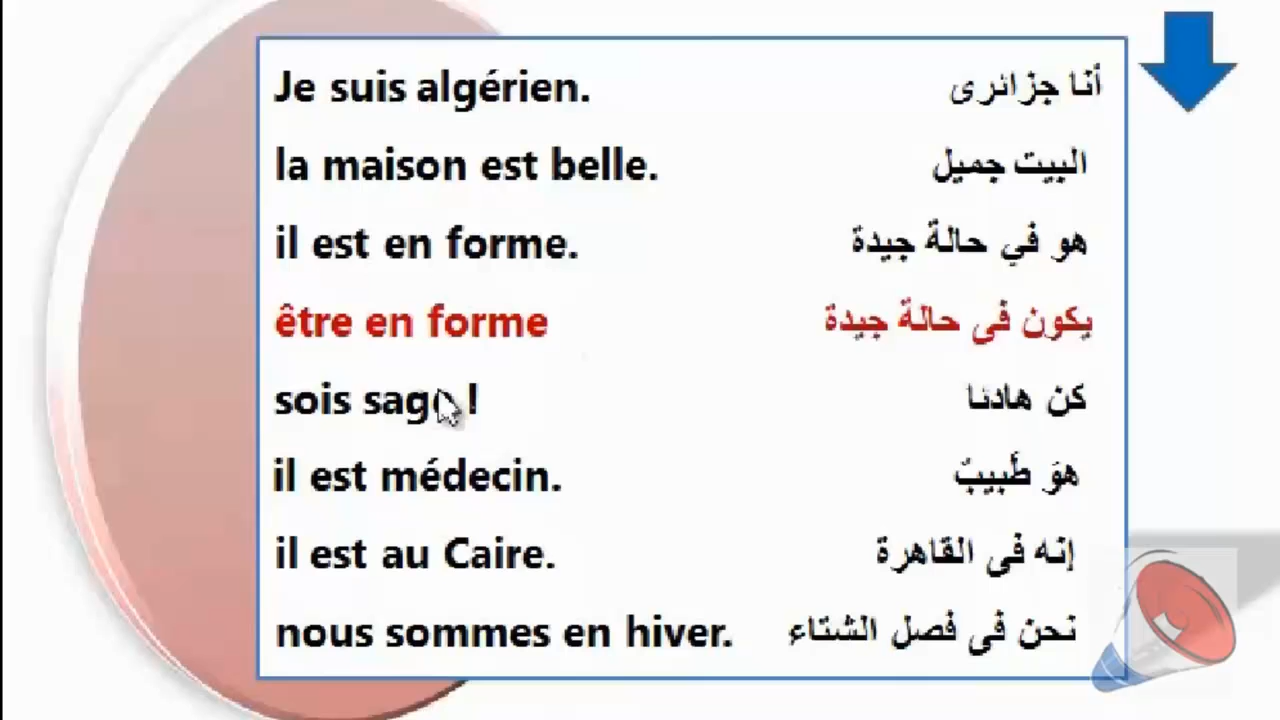 Je suis algérien. أنا جزائرى
la maison est belle. البيت جميل
il est en forme. هو في حالة جيدة
être en forme يكون فى حالة جيدة
sois sage ! كن هادئا
il est médecin. هوَ طَبيبٌ
il est au Caire. إنه فى القاهرة
nous sommes en hiver. نحن فى فصل الشتاء